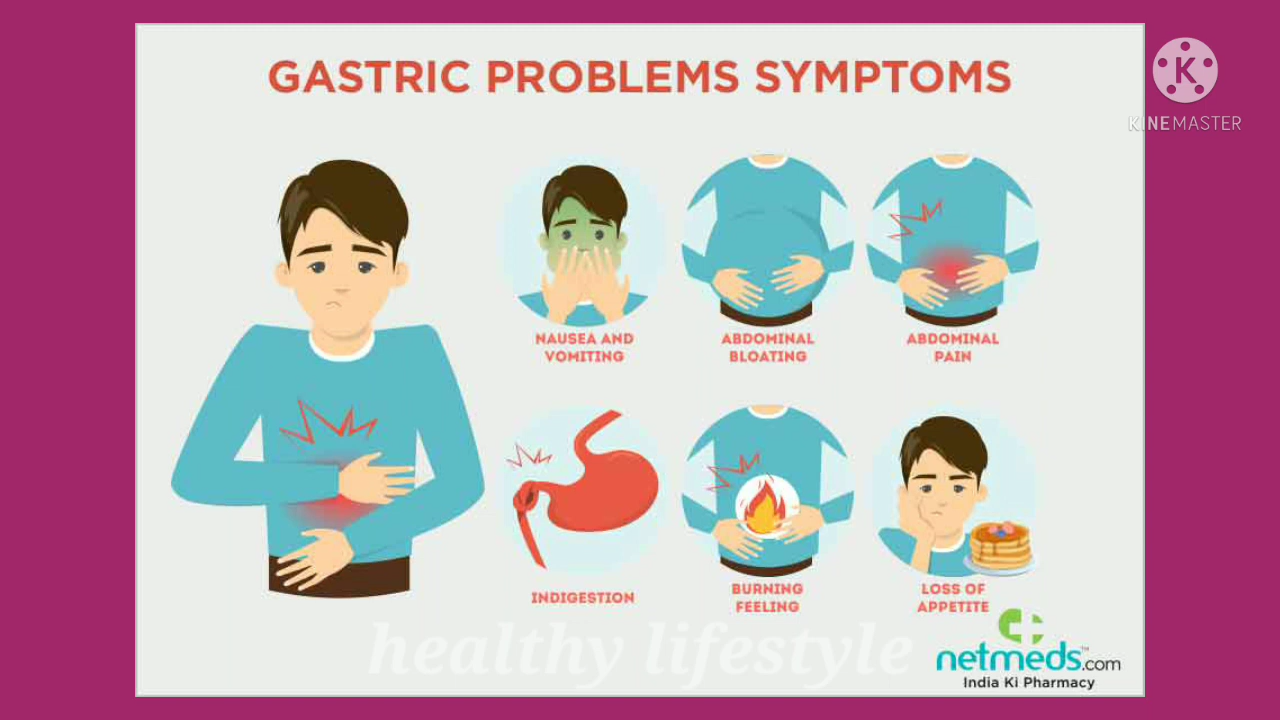 GASTRIC PROBLEMS SYMPTOMS
K
KINEMASTER
NAUSEA AND
VOMITING
ABDOMINAL
BLOATING
ABDOMINAL
PAIN
INDIGESTION
BURNING
FEELING
LOSS OF
APPETITE
healthy lifestyle
netmeds.com™
India Ki Pharmacy